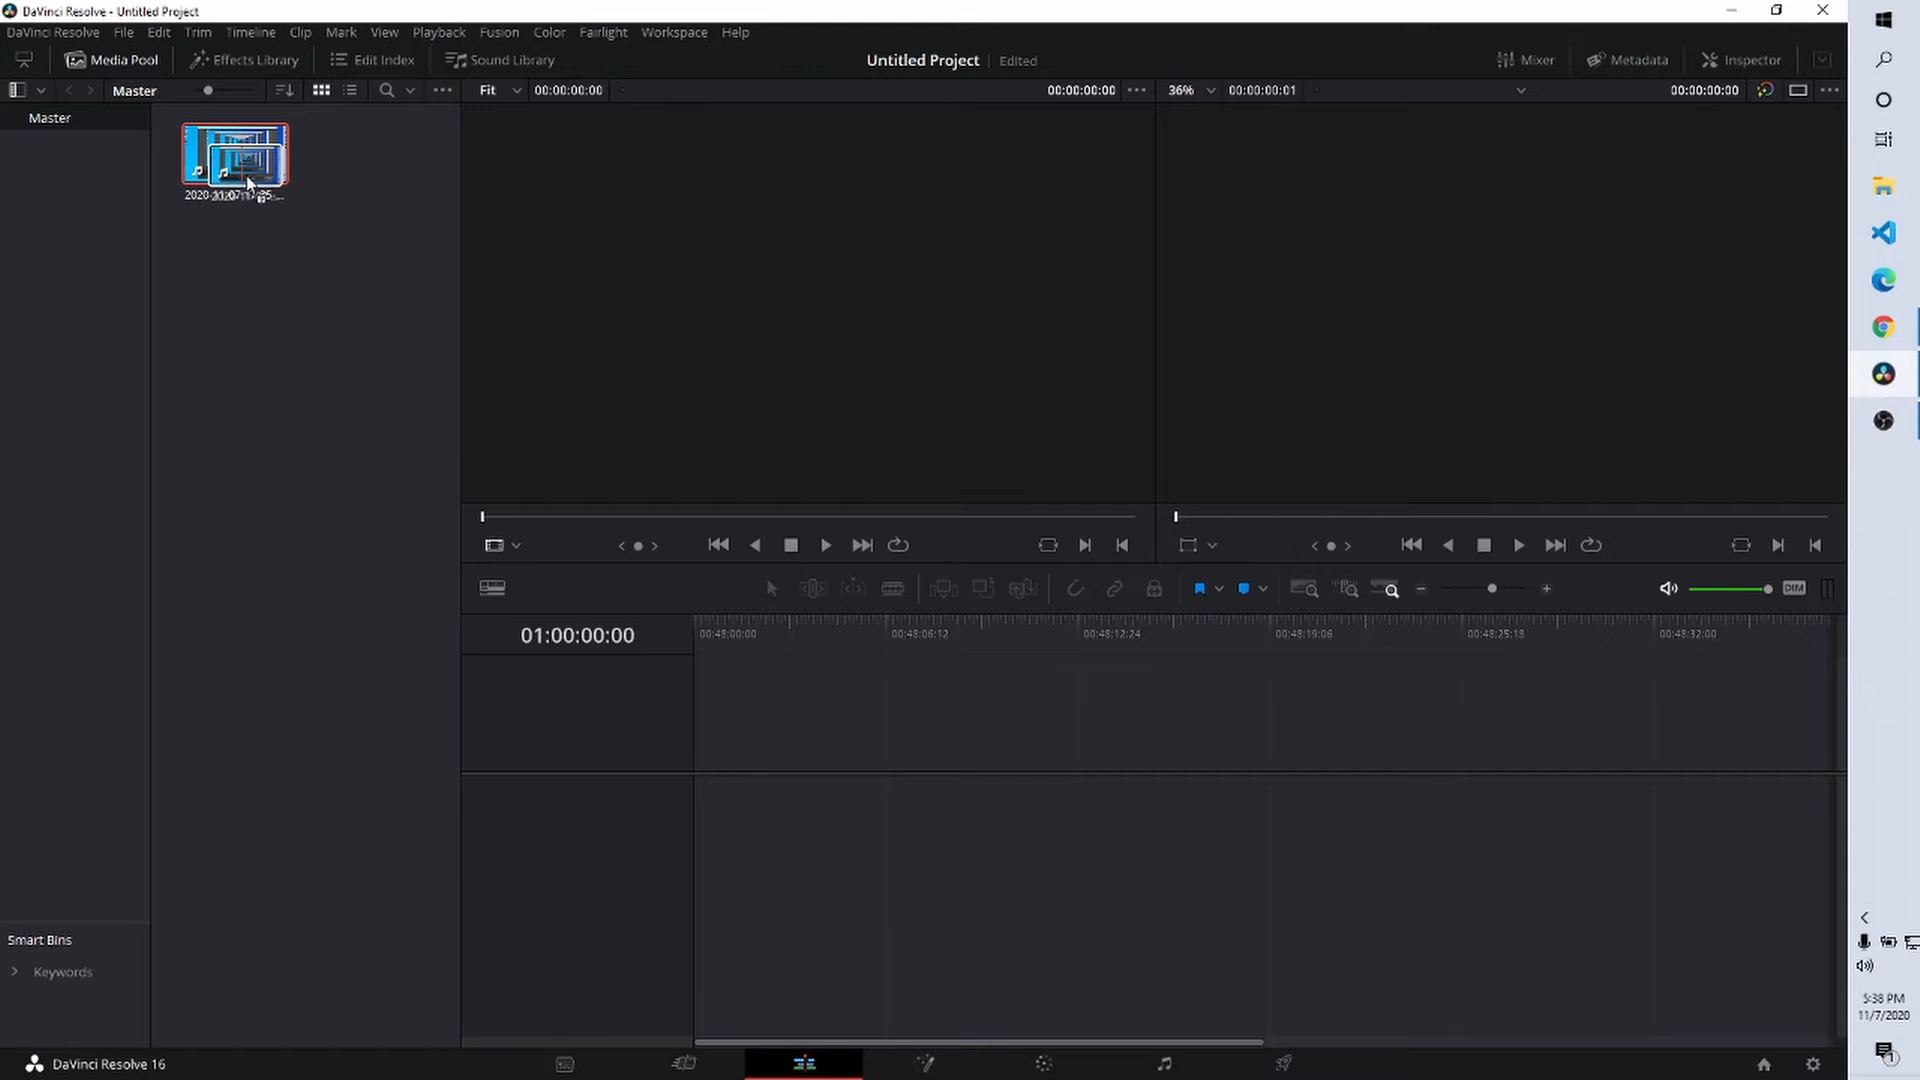 DaVinci Resolve - Untitled Project
DaVinci Resolve File Edit Trim Timeline Clip Mark View Playback Fusion Color Fairlight Workspace Help
Media Pool Effects Library Edit Index Sound Library Untitled Project Edited Mixer Metadata Inspector
Master Fit 00:00:00:00 00:00:00:00 36% 00:00:00:01 00:00:00:00
Master
DIM
01:00:00:00 00:48:00:00 00:48:06:12 00:48:12:24 00:48:19:06 00:48:25:18 00:48:32:00
Smart Bins
Keywords
5:38 PM
11/7/2020
DaVinci Resolve 16
1